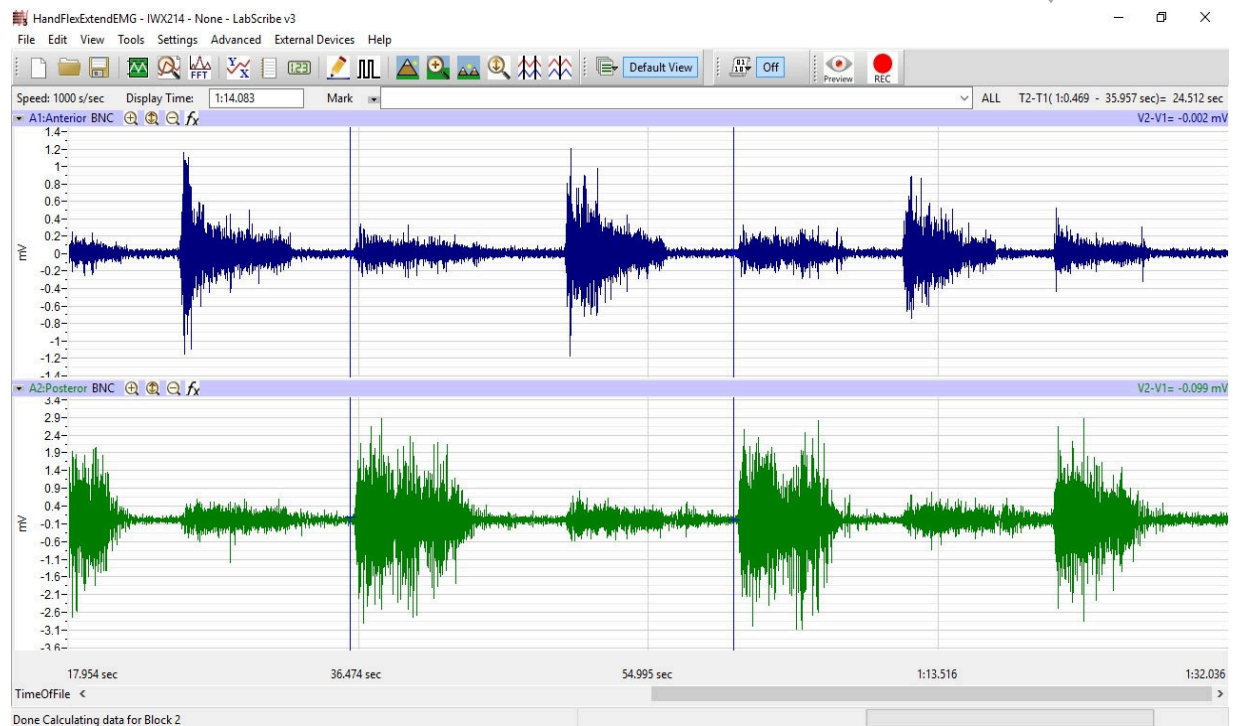 HandFlexExtendEMG - IWX214 - None - LabScribe v3
File Edit View Tools Settings Advanced External Devices Help
FFT Y X 123 Default View Off Preview REC
Speed: 1000 s/sec Display Time: 1:14.083 Mark ALL T2-T1( 1:0.469 - 35.957 sec)= 24.512 sec
A1:Anterior BNC fx V2-V1= -0.002 mV
1.4
1.2
1
0.8
0.6
0.4
0.2
0
mV
-0.2
-0.4
-0.6
-0.8
-1
-1.2
-1.4
A2:Posteror BNC fx V2-V1= -0.099 mV
3.4
2.9
2.4
1.9
1.4
0.9
0.4
-0.1
mV
-0.6
-1.1
-1.6
-2.1
-2.6
-3.1
-3.6
17.954 sec 36.474 sec 54.995 sec 1:13.516 1:32.036
TimeOfFile <  >
Done Calculating data for Block 2